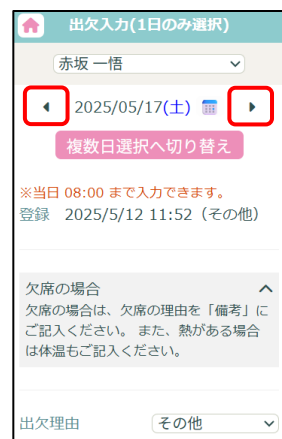 出欠入力(1日のみ選択)
赤坂 一悟
2025/05/17(土)
複数日選択へ切り替え
※当日 08:00 まで入力できます。
登録 2025/5/12 11:52（その他）
欠席の場合
欠席の場合は、欠席の理由を「備考」に
ご記入ください。 また、熱がある場合
は体温もご記入ください。
出欠理由 その他